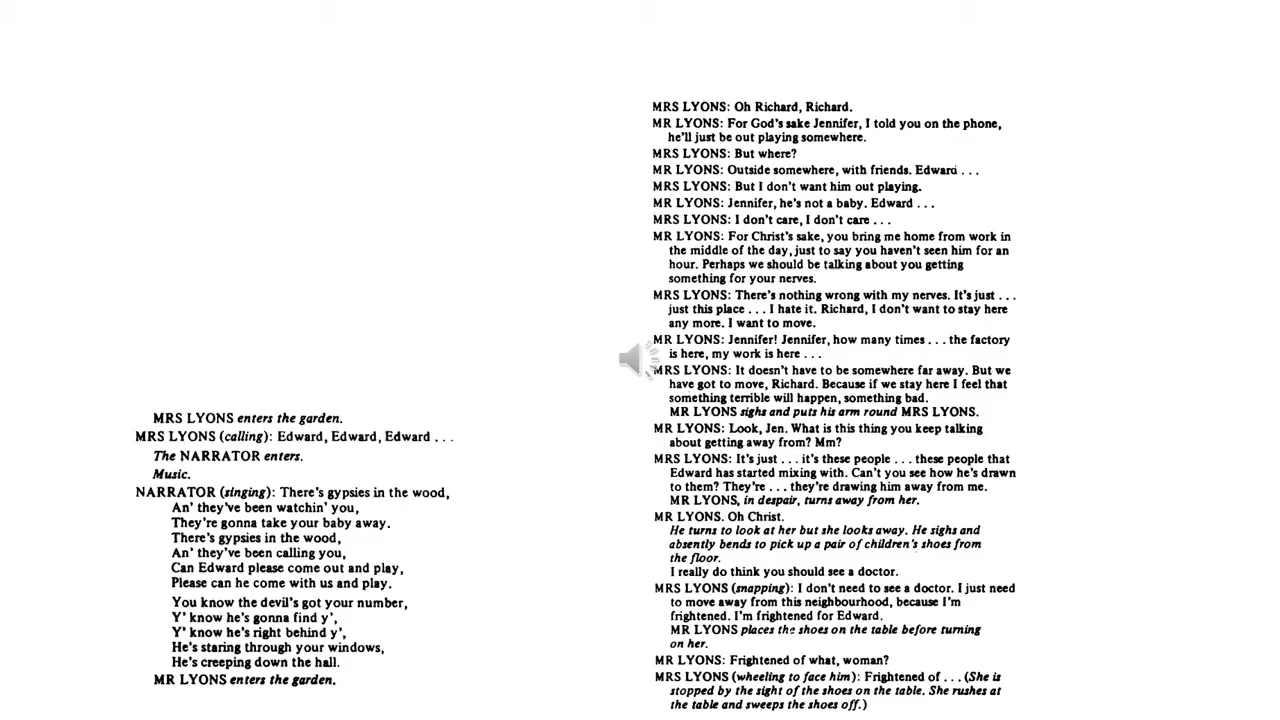 MRS LYONS enters the garden.
MRS LYONS (calling): Edward, Edward, Edward . . .
The NARRATOR enters.
Music.
NARRATOR (singing): There's gypsies in the wood,
An' they've been watchin' you,
They're gonna take your baby away.
There's gypsies in the wood,
An' they've been calling you,
Can Edward please come out and play,
Please can he come with us and play.
You know the devil's got your number,
Y' know he's gonna find y',
Y' know he's right behind y',
He's staring through your windows,
He's creeping down the hall.
MR LYONS enters the garden.
MRS LYONS: Oh Richard, Richard.
MR LYONS: For God's sake Jennifer, I told you on the phone,
he'll just be out playing somewhere.
MRS LYONS: But where?
MR LYONS: Outside somewhere, with friends. Edward . . .
MRS LYONS: But I don't want him out playing.
MR LYONS: Jennifer, he's not a baby. Edward . . .
MRS LYONS: I don't care, I don't care . . .
MR LYONS: For Christ's sake, you bring me home from work in
the middle of the day, just to say you haven't seen him for an
hour. Perhaps we should be talking about you getting
something for your nerves.
MRS LYONS: There's nothing wrong with my nerves. It's just . . .
just this place . . . I hate it. Richard, I don't want to stay here
any more. I want to move.
MR LYONS: Jennifer! Jennifer, how many times . . . the factory
is here, my work is here . . .
MRS LYONS: It doesn't have to be somewhere far away. But we
have got to move, Richard. Because if we stay here I feel that
something terrible will happen, something bad.
MR LYONS sighs and puts his arm round MRS LYONS.
MR LYONS: Look, Jen. What is this thing you keep talking
about getting away from? Mm?
MRS LYONS: It's just . . . it's these people . . . these people that
Edward has started mixing with. Can't you see how he's drawn
to them? They're . . . they're drawing him away from me.
MR LYONS, in despair, turns away from her.
MR LYONS. Oh Christ.
He turns to look at her but she looks away. He sighs and
absently bends to pick up a pair of children's shoes from
the floor.
I really do think you should see a doctor.
MRS LYONS (snapping): I don't need to see a doctor. I just need
to move away from this neighbourhood, because I'm
frightened. I'm frightened for Edward.
MR LYONS places the shoes on the table before turning
on her.
MR LYONS: Frightened of what, woman?
MRS LYONS (wheeling to face him): Frightened of . . . (She is
stopped by the sight of the shoes on the table. She rushes at
the table and sweeps the shoes off.)